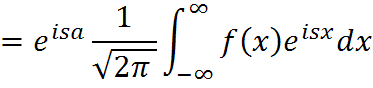 = e^{isa} \frac{1}{\sqrt{2\pi}} \int_{-\infty}^{\infty} f(x) e^{isx} dx